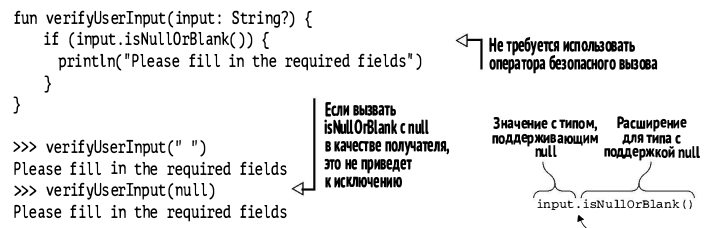 fun verifyUserInput(input: String?) {
if (input.isNullOrBlank()) {
println("Please fill in the required fields")
}
}
Не требуется использовать
оператора безопасного вызова
>>> verifyUserInput(" ")
Please fill in the required fields
>>> verifyUserInput(null)
Please fill in the required fields
Если вызвать
isNullOrBlank с null
в качестве получателя,
это не приведет
к исключению
Значение с типом,
поддерживающим
null
Расширение
для типа с
поддержкой null
input.isNullOrBlank()